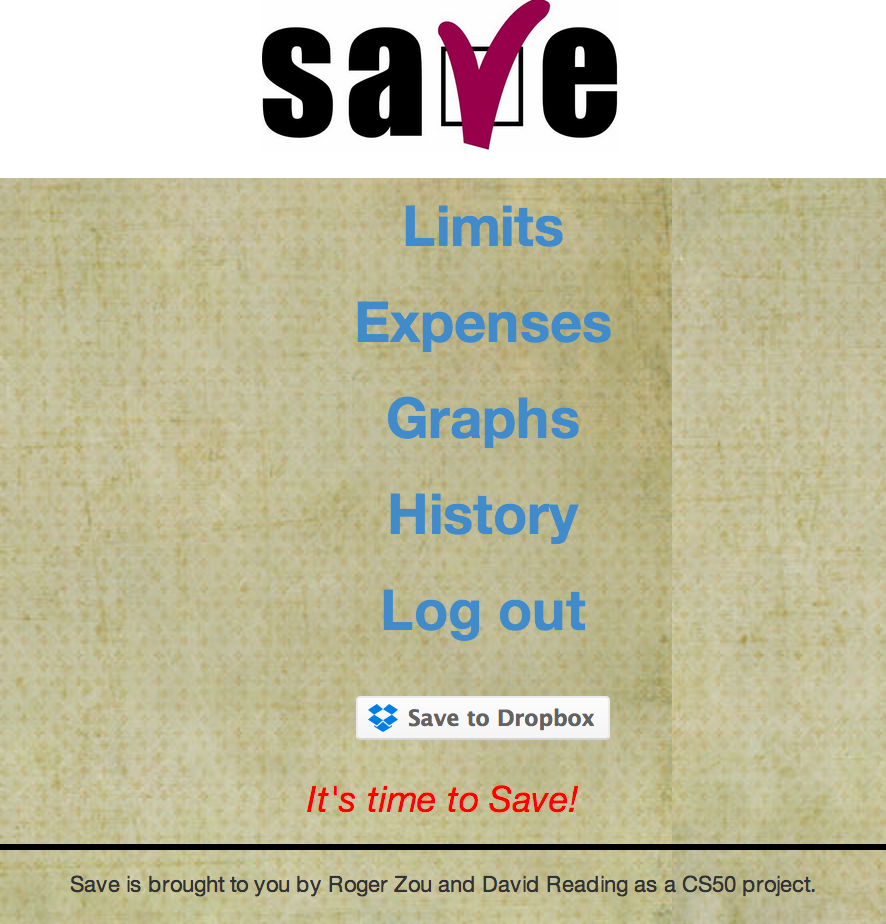 save
Limits
Expenses
Graphs
History
Log out
Save to Dropbox
It's time to Save!
Save is brought to you by Roger Zou and David Reading as a CS50 project.